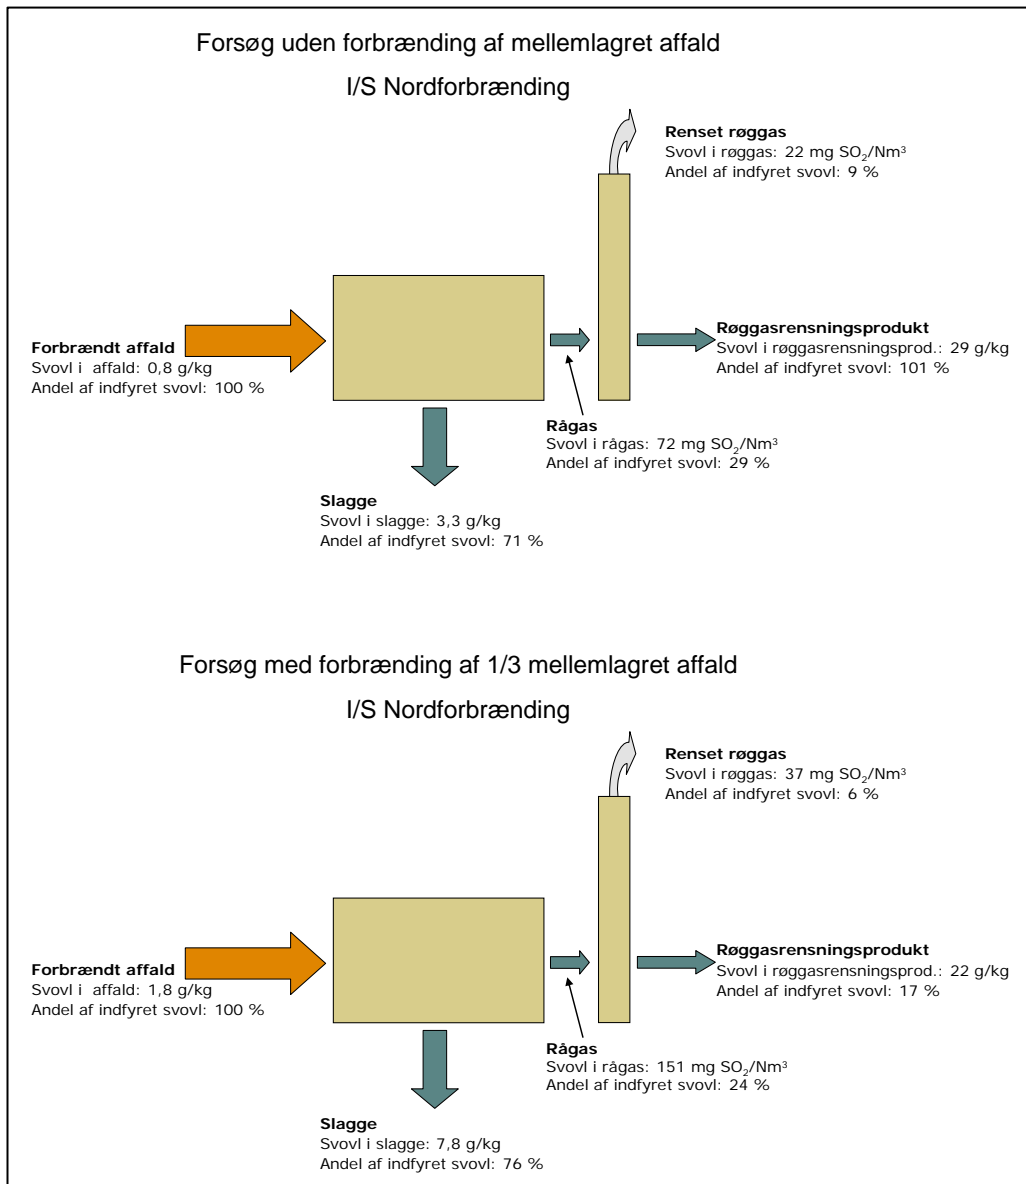 Forsøg uden forbrænding af mellemlagret affald
I/S Nordforbrænding
Renset røggas
Svovl i røggas: 22 mg SO₂/Nm³
Andel af indfyret svovl: 9 %
Forbrændt affald
Svovl i affald: 0,8 g/kg
Andel af indfyret svovl: 100 %
Røggasrensningsprodukt
Svovl i røggasrensningsprod.: 29 g/kg
Andel af indfyret svovl: 101 %
Rågas
Svovl i rågas: 72 mg SO₂/Nm³
Andel af indfyret svovl: 29 %
Slagge
Svovl i slagge: 3,3 g/kg
Andel af indfyret svovl: 71 %
Forsøg med forbrænding af 1/3 mellemlagret affald
I/S Nordforbrænding
Renset røggas
Svovl i røggas: 37 mg SO₂/Nm³
Andel af indfyret svovl: 6 %
Forbrændt affald
Svovl i affald: 1,8 g/kg
Andel af indfyret svovl: 100 %
Røggasrensningsprodukt
Svovl i røggasrensningsprod.: 22 g/kg
Andel af indfyret svovl: 17 %
Rågas
Svovl i rågas: 151 mg SO₂/Nm³
Andel af indfyret svovl: 24 %
Slagge
Svovl i slagge: 7,8 g/kg
Andel af indfyret svovl: 76 %